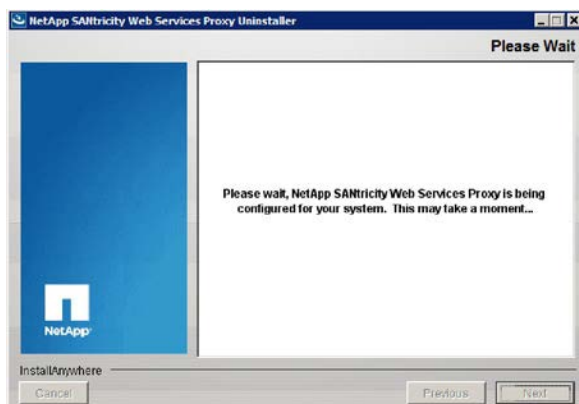 NetApp SANtricity Web Services Proxy Uninstaller
Please Wait
Please wait, NetApp SANtricity Web Services Proxy is being
configured for your system. This may take a moment...
NetApp
InstallAnywhere
Cancel
Previous
Next